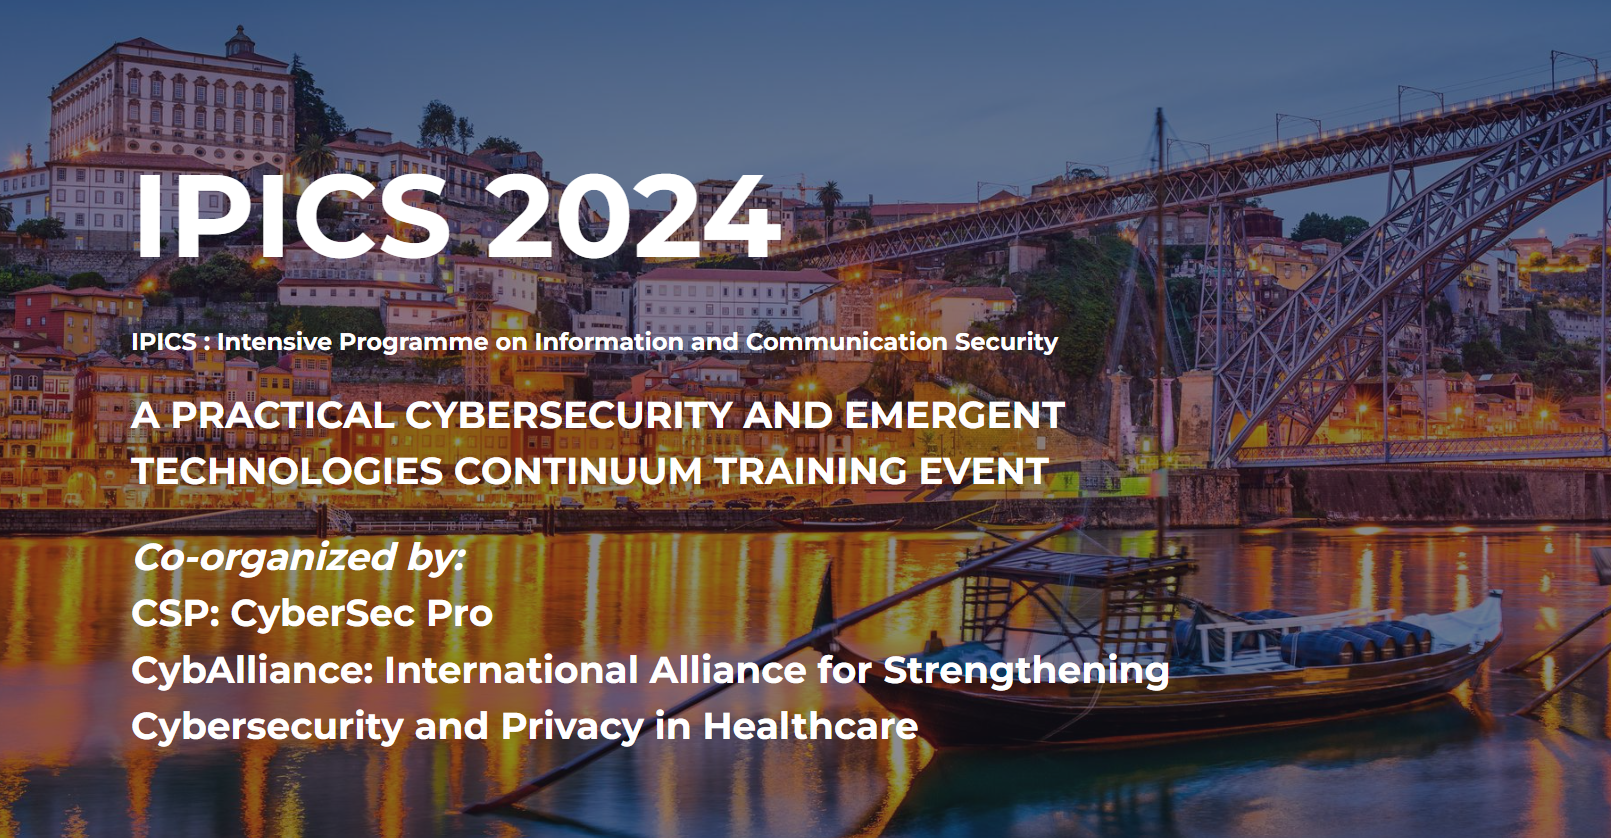 IPICS 2024
IPICS : Intensive Programme on Information and Communication Security
A PRACTICAL CYBERSECURITY AND EMERGENT
TECHNOLOGIES CONTINUUM TRAINING EVENT
Co-organized by:
CSP: CyberSec Pro
CybAlliance: International Alliance for Strengthening
Cybersecurity and Privacy in Healthcare